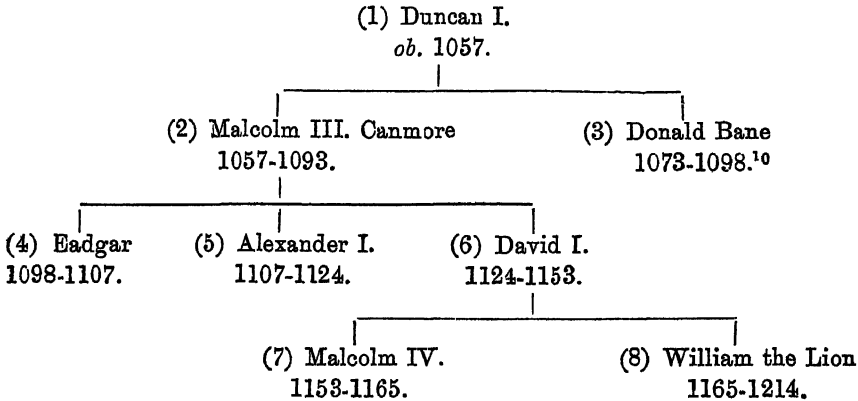 (1) Duncan I.
ob. 1057.
(2) Malcolm III. Canmore
1057-1093.
(3) Donald Bane
1073-1098.¹⁰
(4) Eadgar
1098-1107.
(5) Alexander I.
1107-1124.
(6) David I.
1124-1153.
(7) Malcolm IV.
1153-1165.
(8) William the Lion
1165-1214.